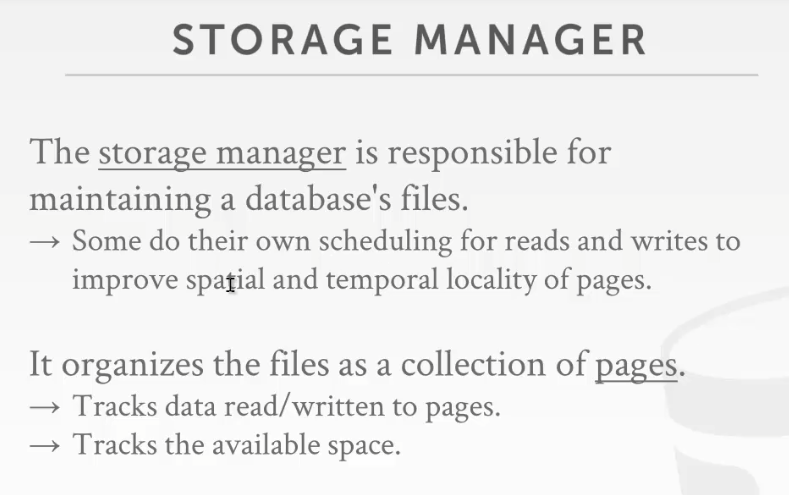 STORAGE MANAGER
The storage manager is responsible for
maintaining a database's files.
→ Some do their own scheduling for reads and writes to
improve spatial and temporal locality of pages.
It organizes the files as a collection of pages.
→ Tracks data read/written to pages.
→ Tracks the available space.